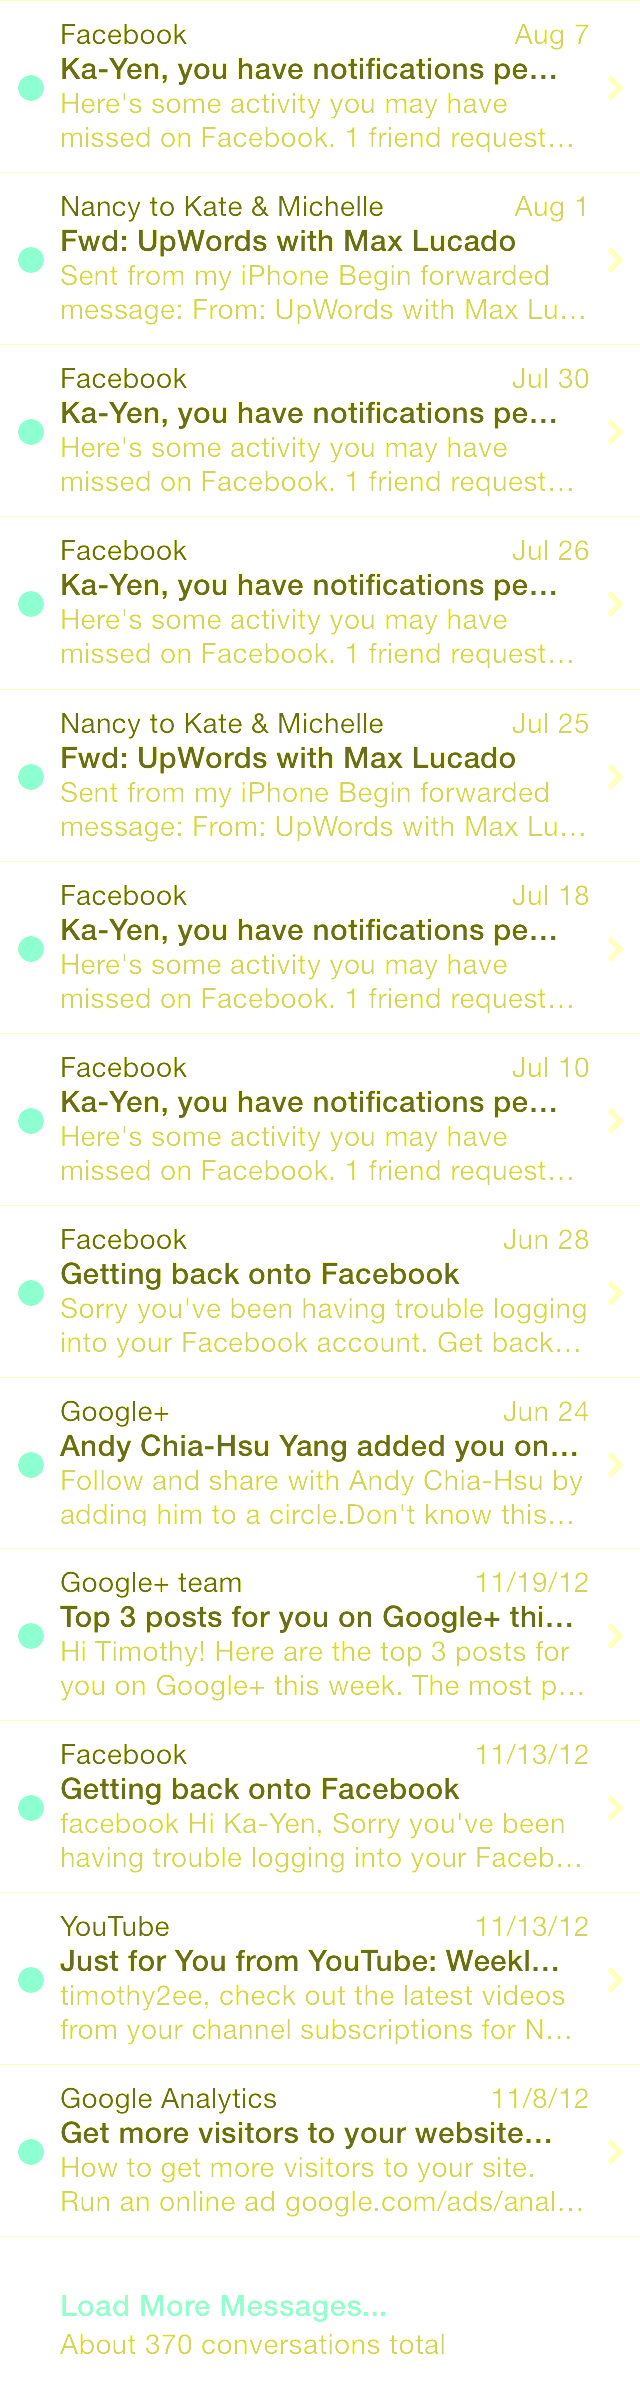 Facebook Aug 7
Ka-Yen, you have notifications pe...
Here's some activity you may have
missed on Facebook. 1 friend request...
Nancy to Kate & Michelle Aug 1
Fwd: UpWords with Max Lucado
Sent from my iPhone Begin forwarded
message: From: UpWords with Max Lu...
Facebook Jul 30
Ka-Yen, you have notifications pe...
Here's some activity you may have
missed on Facebook. 1 friend request...
Facebook Jul 26
Ka-Yen, you have notifications pe...
Here's some activity you may have
missed on Facebook. 1 friend request...
Nancy to Kate & Michelle Jul 25
Fwd: UpWords with Max Lucado
Sent from my iPhone Begin forwarded
message: From: UpWords with Max Lu...
Facebook Jul 18
Ka-Yen, you have notifications pe...
Here's some activity you may have
missed on Facebook. 1 friend request...
Facebook Jul 10
Ka-Yen, you have notifications pe...
Here's some activity you may have
missed on Facebook. 1 friend request...
Facebook Jun 28
Getting back onto Facebook
Sorry you've been having trouble logging
into your Facebook account. Get back...
Google+ Jun 24
Andy Chia-Hsu Yang added you on...
Follow and share with Andy Chia-Hsu by
adding him to a circle.Don't know this...
Google+ team 11/19/12
Top 3 posts for you on Google+ thi...
Hi Timothy! Here are the top 3 posts for
you on Google+ this week. The most p...
Facebook 11/13/12
Getting back onto Facebook
facebook Hi Ka-Yen, Sorry you've been
having trouble logging into your Faceb...
YouTube 11/13/12
Just for You from YouTube: Weekl...
timothy2ee, check out the latest videos
from your channel subscriptions for N...
Google Analytics 11/8/12
Get more visitors to your website...
How to get more visitors to your site.
Run an online ad google.com/ads/anal...
Load More Messages...
About 370 conversations total